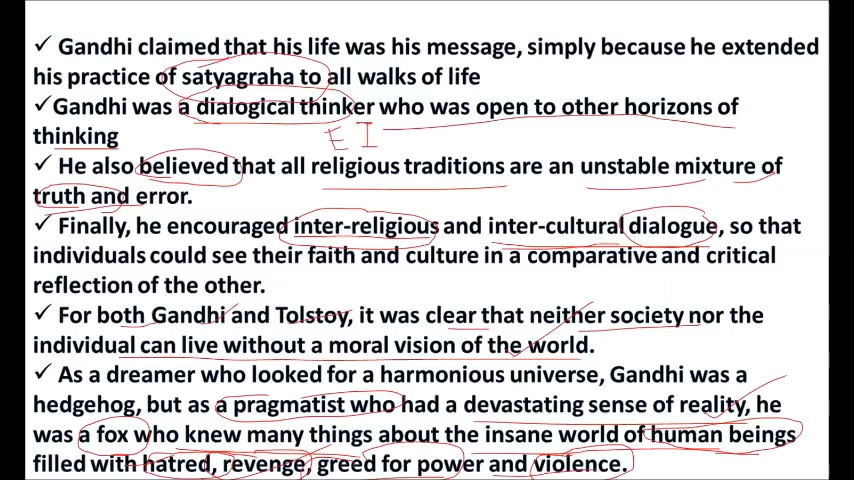 ✓ Gandhi claimed that his life was his message, simply because he extended
his practice of satyagraha to all walks of life
✓Gandhi was a dialogical thinker who was open to other horizons of
thinking
E I
✓ He also believed that all religious traditions are an unstable mixture of
truth and error.
✓ Finally, he encouraged inter-religious and inter-cultural dialogue, so that
individuals could see their faith and culture in a comparative and critical
reflection of the other.
✓ For both Gandhi and Tolstoy, it was clear that neither society nor the
individual can live without a moral vision of the world.
✓ As a dreamer who looked for a harmonious universe, Gandhi was a
hedgehog, but as a pragmatist who had a devastating sense of reality, he
was a fox who knew many things about the insane world of human beings
filled with hatred, revenge, greed for power and violence.